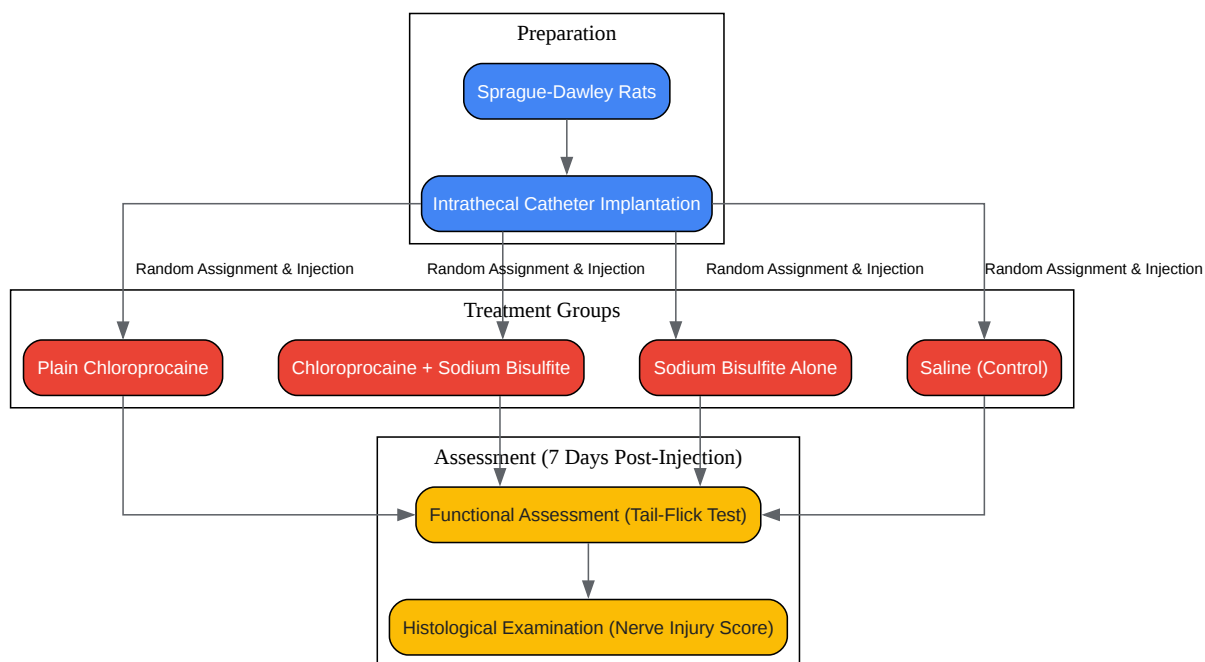 Preparation
Sprague-Dawley Rats
Intrathecal Catheter Implantation
Random Assignment & Injection
Random Assignment & Injection
Random Assignment & Injection
Random Assignment & Injection
Treatment Groups
Plain Chloroprocaine
Chloroprocaine + Sodium Bisulfite
Sodium Bisulfite Alone
Saline (Control)
Assessment (7 Days Post-Injection)
Functional Assessment (Tail-Flick Test)
Histological Examination (Nerve Injury Score)